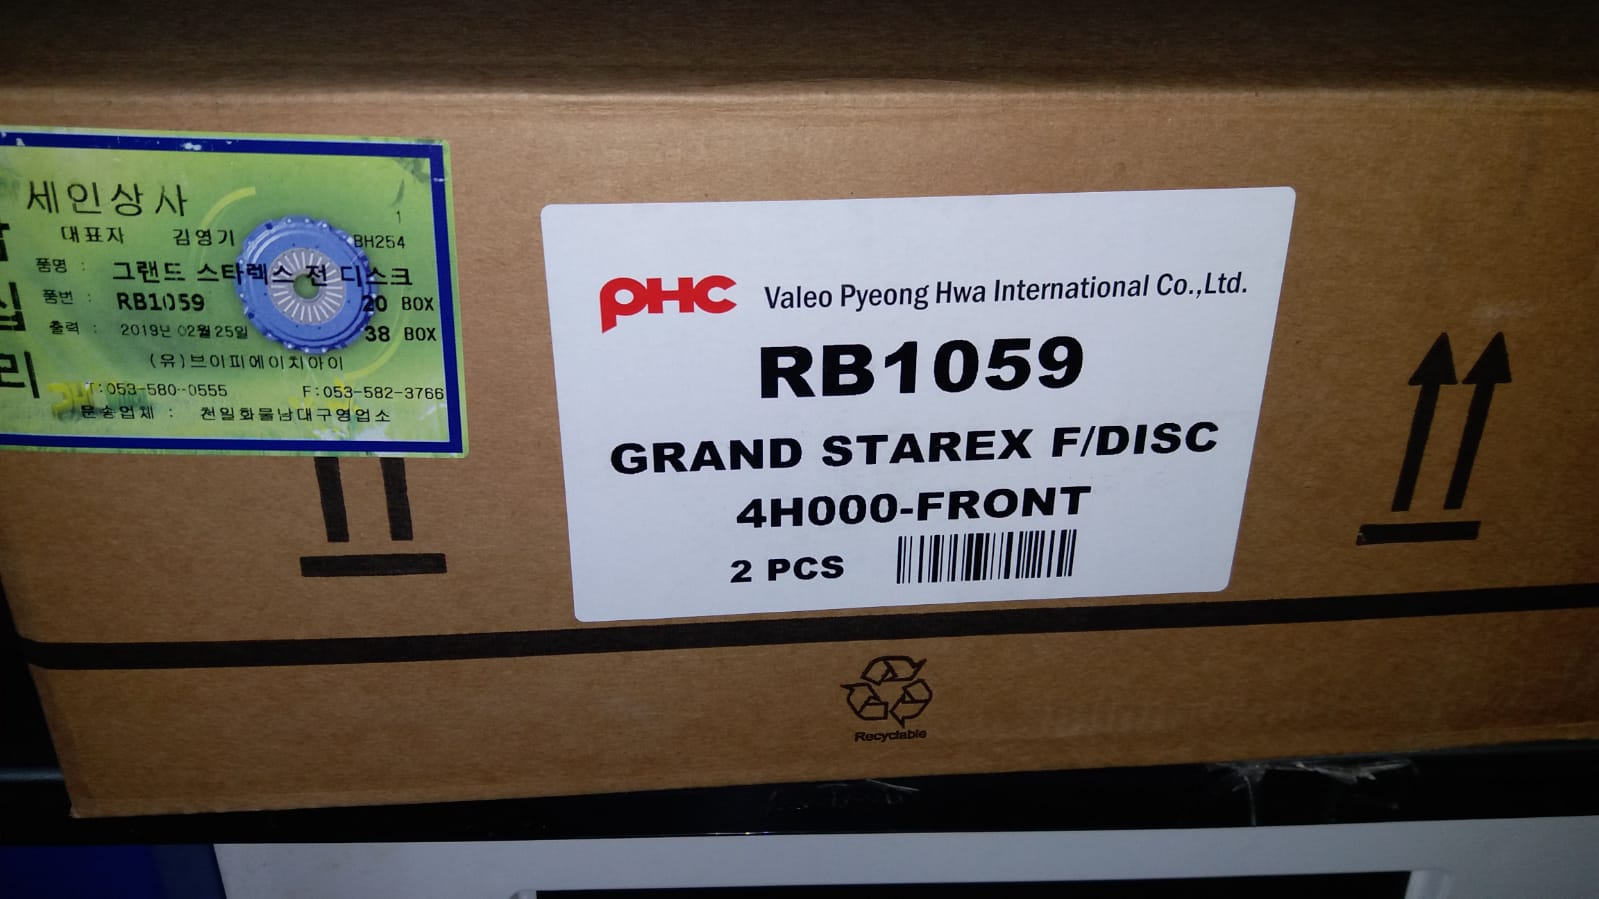 세인상사
1
대표자 김영기 BH254
품명 : 그랜드 스타렉스 전 디스크
품번 : RB1059 20 BOX
출력 : 2019년 02월 25일 38 BOX
(유)브이피에이치아이
T:053-580-0555 F:053-582-3766
운송업체 : 천일화물남대구영업소
리
PHC Valeo Pyeong Hwa International Co.,Ltd.
RB1059
GRAND STAREX F/DISC
4H000-FRONT
2 PCS
Recyclable